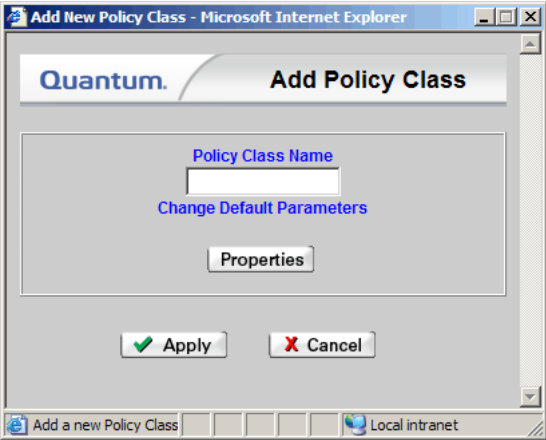 Add New Policy Class - Microsoft Internet Explorer
Quantum. Add Policy Class
Policy Class Name
Change Default Parameters
Properties
Apply Cancel
Add a new Policy Class Local intranet